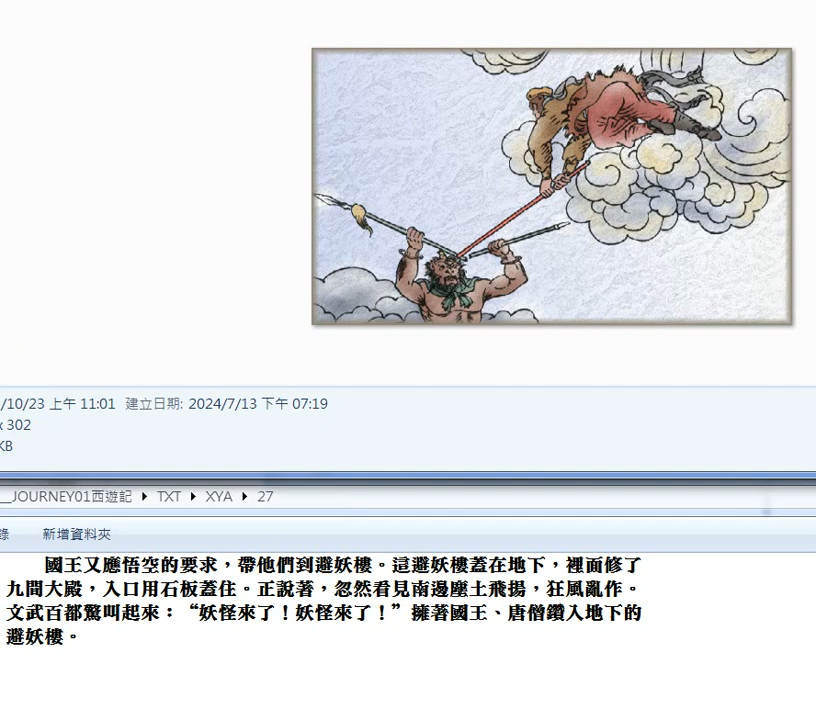 /10/23 上午 11:01 建立日期: 2024/7/13 下午 07:19
x 302
KB
__JOURNEY01西遊記 ▶ TXT ▶ XYA ▶ 27
錄 新增資料夾
國王又應悟空的要求，帶他們到避妖樓。這避妖樓蓋在地下，裡面修了
九間大殿，入口用石板蓋住。正說著，忽然看見南邊塵土飛揚，狂風亂作。
文武百都驚叫起來：“妖怪來了！妖怪來了！”擁著國王、唐僧鑽入地下的
避妖樓。